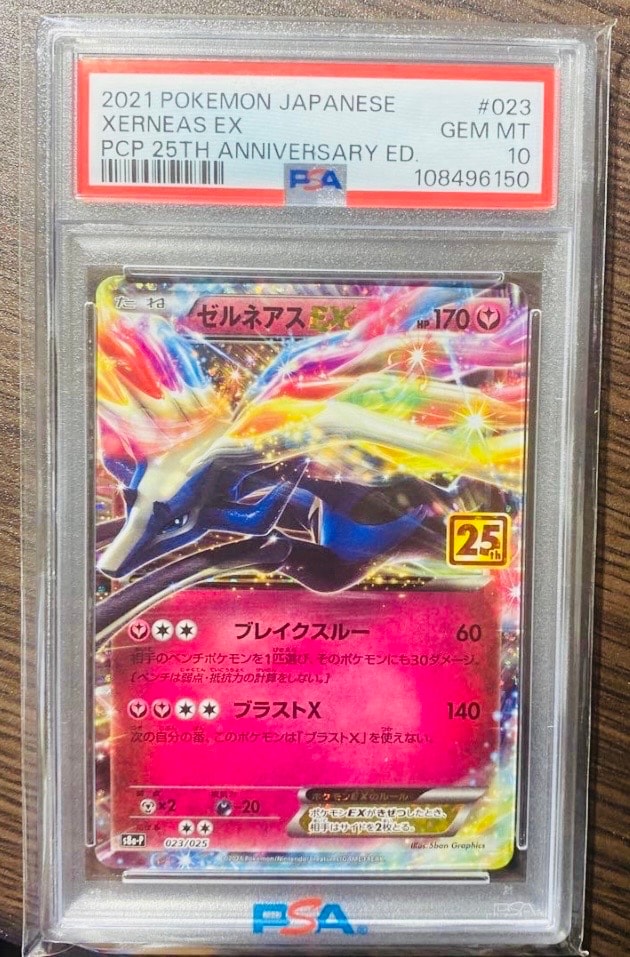 2021 POKEMON JAPANESE #023
XERNEAS EX GEM MT
PCP 25TH ANNIVERSARY ED. 10
PSA 108496150
たね ゼルネアスEX HP 170
25th
ブレイクスルー 60
相手のベンチポケモンを1匹選び、そのポケモンにも30ダメージ。
[ベンチは弱点・抵抗力の計算をしない。]
ブラストX 140
次の自分の番、このポケモンは「ブラストX」を使えない。
×2 -20
ポケモンEXのルール
ポケモンEXがきぜつしたとき、
相手はサイドを2枚とる。
s8a-P 023/025
illus. 5ban Graphics
©2021 Pokémon/Nintendo/Creatures/GAME FREAK
PSA